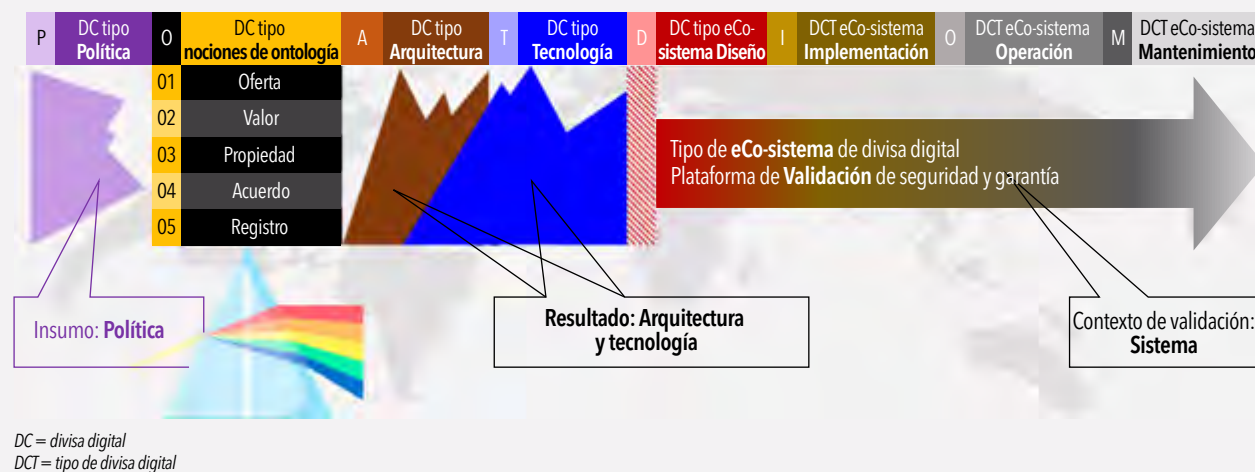 P
DC tipo
Política
O
DC tipo
nociones de ontología
A
DC tipo
Arquitectura
T
DC tipo
Tecnología
D
DC tipo eCo-
sistema Diseño
I
DCT eCo-sistema
Implementación
O
DCT eCo-sistema
Operación
M
DCT eCo-sistema
Mantenimiento
01 Oferta
02 Valor
03 Propiedad
04 Acuerdo
05 Registro
Tipo de eCo-sistema de divisa digital
Plataforma de Validación de seguridad y garantía
Insumo: Política
Resultado: Arquitectura
y tecnología
Contexto de validación:
Sistema
DC = divisa digital
DCT = tipo de divisa digital